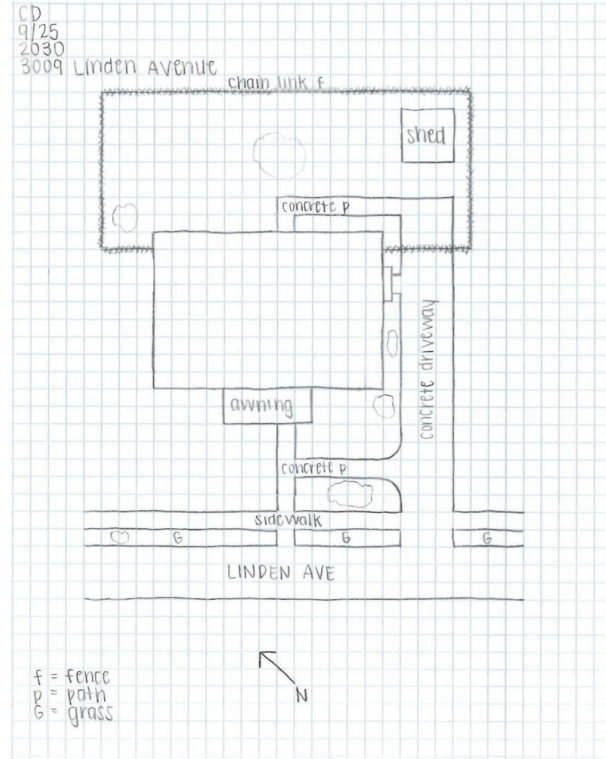 CD
9/25
2030
3009 Linden Avenue
chain link f
shed
concrete p
concrete driveway
awning
concrete p
sidewalk
G G G
LINDEN AVE
N
f = fence
p = path
G = grass